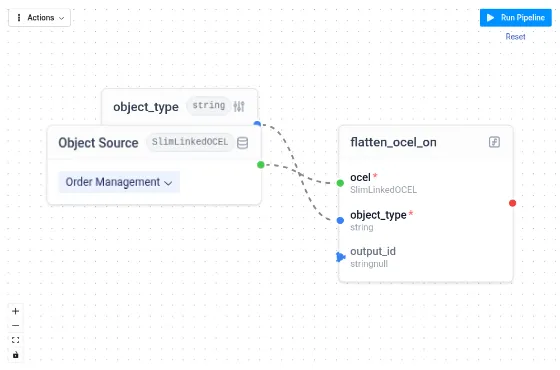 Actions
Run Pipeline
Reset
object_type string
Object Source SlimLinkedOCEL
Order Management
flatten_ocel_on
ocel *
SlimLinkedOCEL
object_type *
string
output_id
stringnull